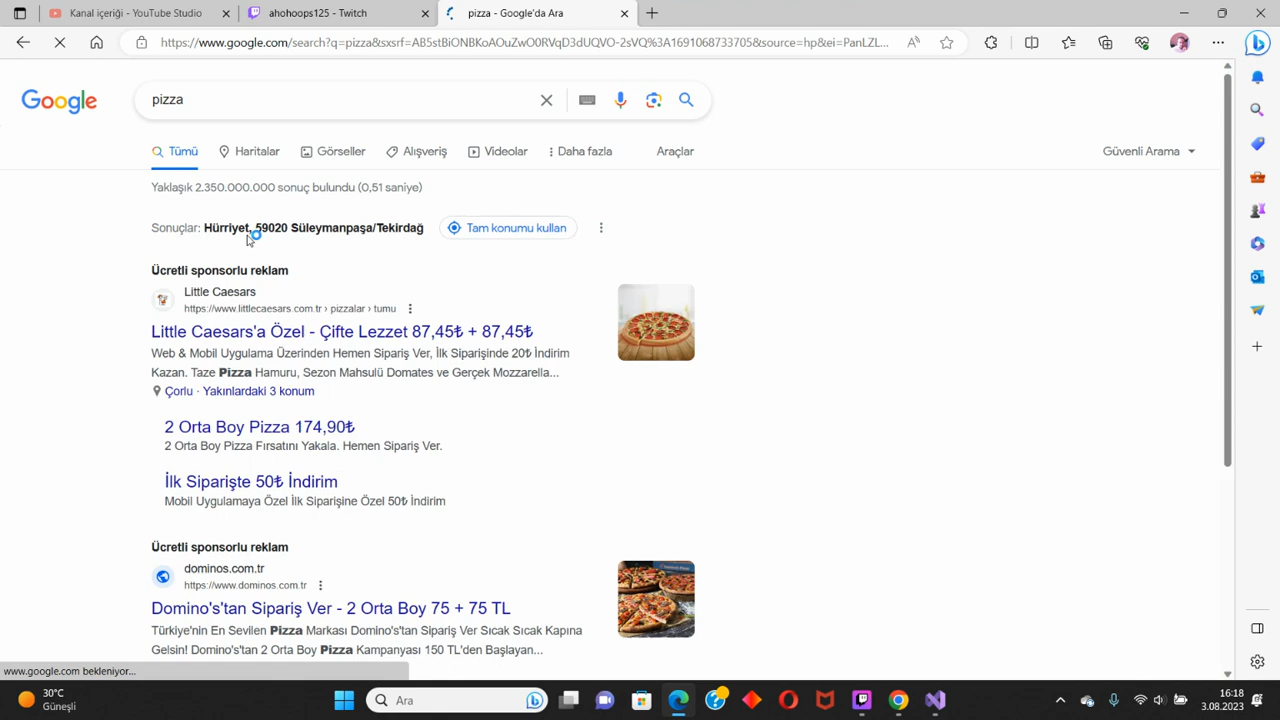 Kanal içeriği - YouTube Studio
ahohoops125 - Twitch
pizza - Google'da Ara
https://www.google.com/search?q=pizza&sxsrf=AB5stBiONBKoAOuZwO0RVqD3dUQVO-2sVQ%3A1691068733705&source=hp&ei=PanLZL...
Google
pizza
Tümü
Haritalar
Görseller
Alışveriş
Videolar
Daha fazla
Araçlar
Güvenli Arama
Yaklaşık 2.350.000.000 sonuç bulundu (0,51 saniye)
Sonuçlar: Hürriyet, 59020 Süleymanpaşa/Tekirdağ
Tam konumu kullan
Ücretli sponsorlu reklam
Little Caesars
https://www.littlecaesars.com.tr › pizzalar › tumu
Little Caesars'a Özel - Çifte Lezzet 87,45₺ + 87,45₺
Web & Mobil Uygulama Üzerinden Hemen Sipariş Ver, İlk Siparişinde 20₺ İndirim
Kazan. Taze Pizza Hamuru, Sezon Mahsulü Domates ve Gerçek Mozzarella...
Çorlu · Yakınlardaki 3 konum
2 Orta Boy Pizza 174,90₺
2 Orta Boy Pizza Fırsatını Yakala. Hemen Sipariş Ver.
İlk Siparişte 50₺ İndirim
Mobil Uygulamaya Özel İlk Siparişine Özel 50₺ İndirim
Ücretli sponsorlu reklam
dominos.com.tr
https://www.dominos.com.tr
Domino's'tan Sipariş Ver - 2 Orta Boy 75 + 75 TL
Türkiye'nin En Sevilen Pizza Markası Domino's'tan Sipariş Ver Sıcak Sıcak Kapına
Gelsin! Domino's'tan 2 Orta Boy Pizza Kampanyası 150 TL'den Başlayan...
www.google.com bekleniyor...
30°C
Güneşli
Ara
16:18
3.08.2023